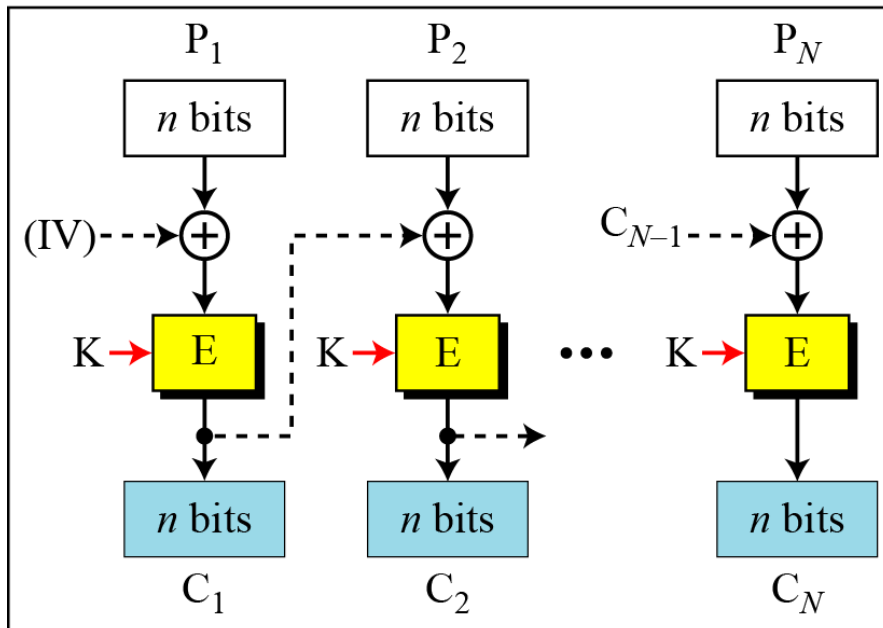 P1 P2 PN
n bits n bits n bits
(IV) CN–1
K E K E ••• K E
n bits n bits n bits
C1 C2 CN